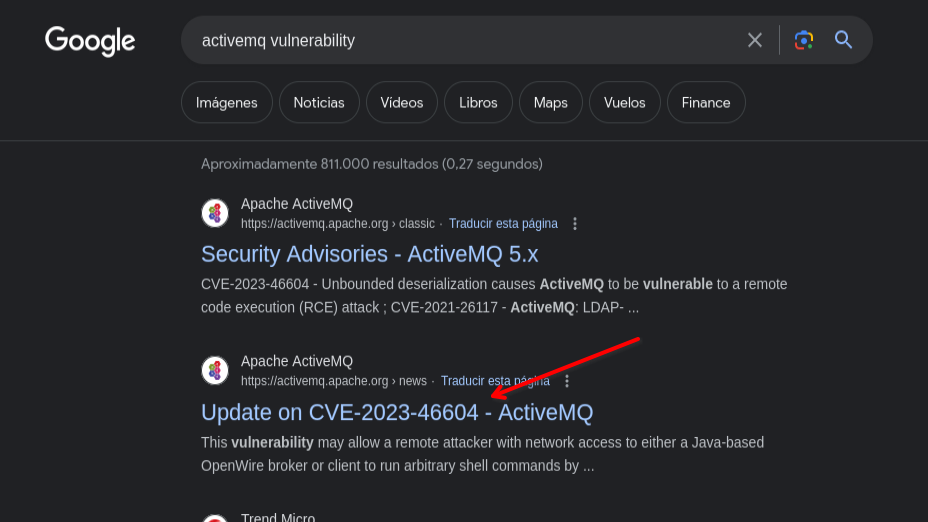 Google
activemq vulnerability
Imágenes
Noticias
Vídeos
Libros
Maps
Vuelos
Finance
Aproximadamente 811.000 resultados (0,27 segundos)
Apache ActiveMQ
https://activemq.apache.org › classic · Traducir esta página
Security Advisories - ActiveMQ 5.x
CVE-2023-46604 - Unbounded deserialization causes ActiveMQ to be vulnerable to a remote
code execution (RCE) attack ; CVE-2021-26117 - ActiveMQ: LDAP- ...
Apache ActiveMQ
https://activemq.apache.org › news · Traducir esta página
Update on CVE-2023-46604 - ActiveMQ
This vulnerability may allow a remote attacker with network access to either a Java-based
OpenWire broker or client to run arbitrary shell commands by ...
Trend Micro